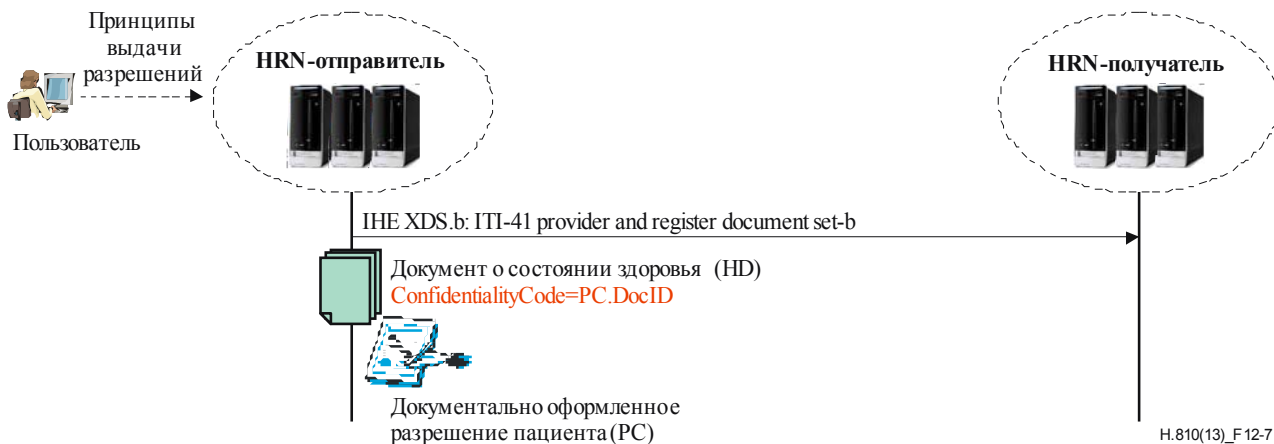 Принципы
выдачи
разрешений
Пользователь
HRN-отправитель
HRN-получатель
IHE XDS.b: ITI-41 provider and register document set-b
Документ о состоянии здоровья (HD)
ConfidentialityCode=PC.DocID
Документально оформленное
разрешение пациента (PC)
H.810(13)_F12-7